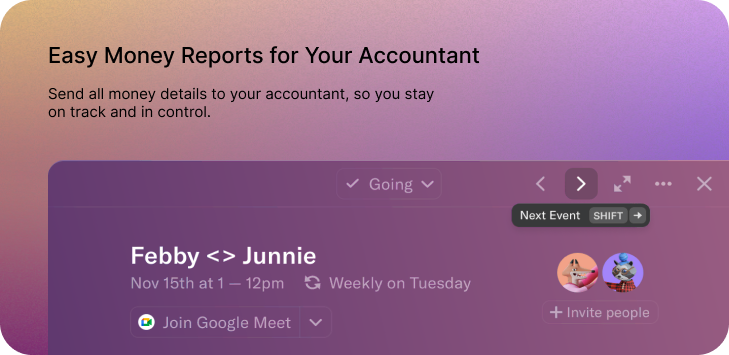 Easy Money Reports for Your Accountant
Send all money details to your accountant, so you stay
on track and in control.
Going
Next Event SHIFT
Febby <> Junnie
Nov 15th at 1 — 12pm Weekly on Tuesday
Join Google Meet
Invite people